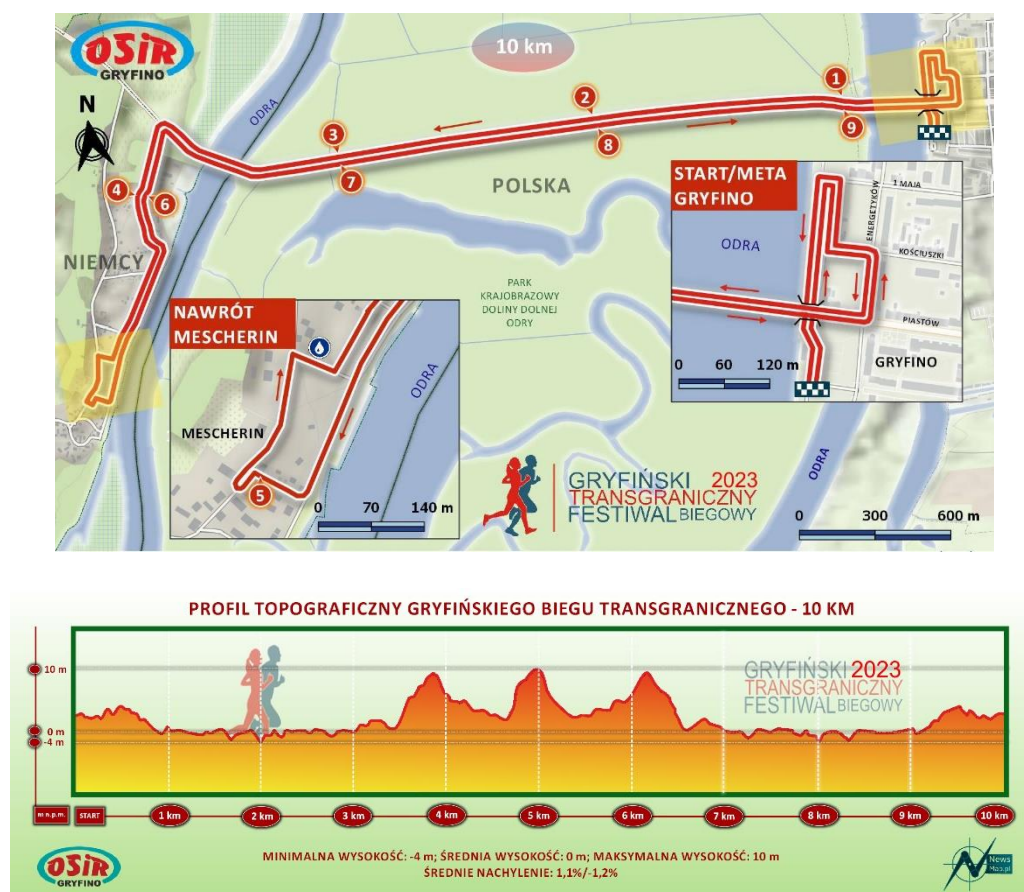 OSiR
GRYFINO
10 km
N
ODRA
1
2
3
4
5
6
7
8
9
POLSKA
NIEMCY
PARK
KRAJOBRAZOWY
DOLINY DOLNEJ
ODRY
START/META
GRYFINO
ODRA
1 MAJA
ENERGETYKÓW
KOŚCIUSZKI
PIASTÓW
GRYFINO
0 60 120 m
NAWRÓT
MESCHERIN
ODRA
MESCHERIN
0 70 140 m
GRYFIŃSKI 2023
TRANSGRANICZNY
FESTIWAL BIEGOWY
ODRA
0 300 600 m
PROFIL TOPOGRAFICZNY GRYFIŃSKIEGO BIEGU TRANSGRANICZNEGO - 10 KM
10 m
0 m
-4 m
GRYFIŃSKI 2023
TRANSGRANICZNY
FESTIWAL BIEGOWY
m n.p.m. START 1 km 2 km 3 km 4 km 5 km 6 km 7 km 8 km 9 km 10 km
MINIMALNA WYSOKOŚĆ: -4 m; ŚREDNIA WYSOKOŚĆ: 0 m; MAKSYMALNA WYSOKOŚĆ: 10 m
ŚREDNIE NACHYLENIE: 1,1%/-1,2%
OSiR
GRYFINO
News
Map.pl